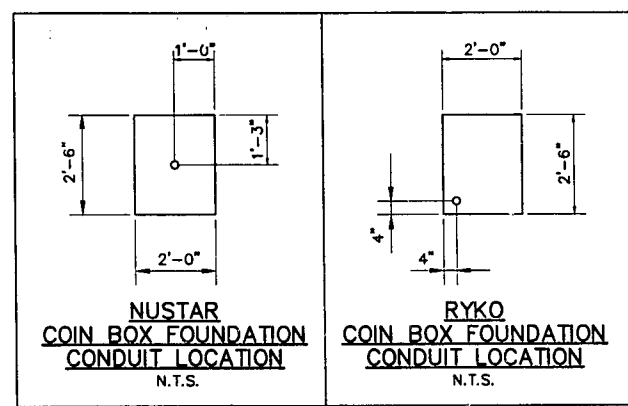 1'-0"
2'-6"
1'-3"
2'-0"
NUSTAR
COIN BOX FOUNDATION
CONDUIT LOCATION
N.T.S.
2'-0"
2'-6"
4"
4"
RYKO
COIN BOX FOUNDATION
CONDUIT LOCATION
N.T.S.